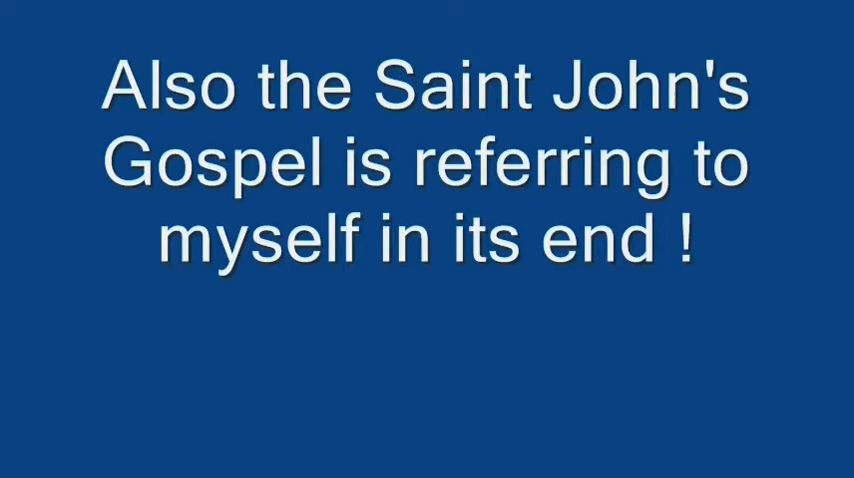 Also the Saint John's
Gospel is referring to
myself in its end !